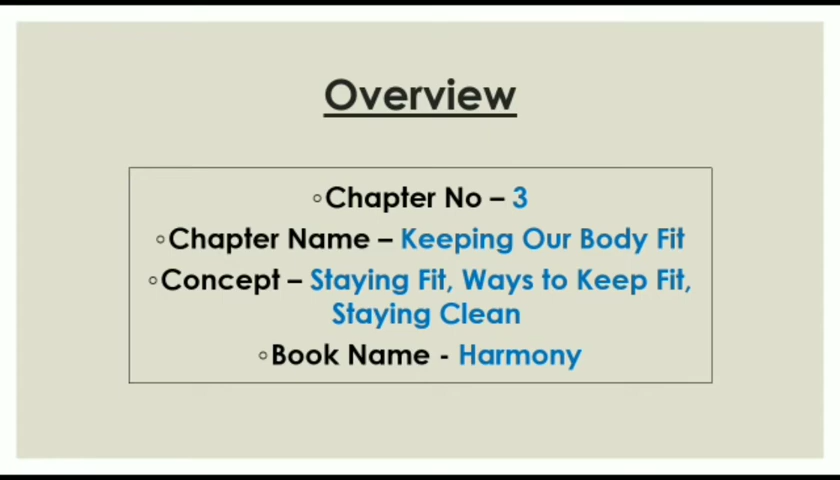 Overview
◦Chapter No – 3
◦Chapter Name – Keeping Our Body Fit
◦Concept – Staying Fit, Ways to Keep Fit,
Staying Clean
◦Book Name - Harmony